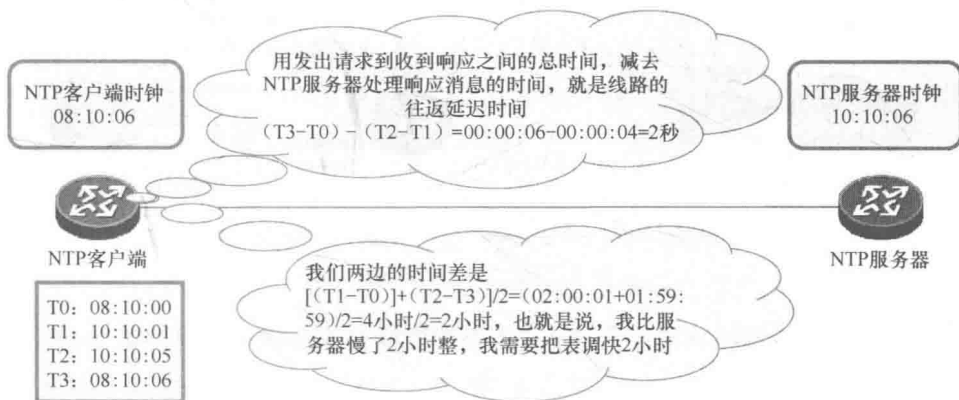 用发出请求到收到响应之间的总时间，减去
NTP服务器处理响应消息的时间，就是线路的
往返延迟时间
(T3-T0)-(T2-T1)=00:00:06-00:00:04=2秒
NTP客户端时钟
08:10:06
NTP服务器时钟
10:10:06
NTP客户端
NTP服务器
T0: 08:10:00
T1: 10:10:01
T2: 10:10:05
T3: 08:10:06
我们两边的时间差是
[(T1-T0)]+(T2-T3)]/2=(02:00:01+01:59:
59)/2=4小时/2=2小时，也就是说，我比服
务器慢了2小时整，我需要把表调快2小时